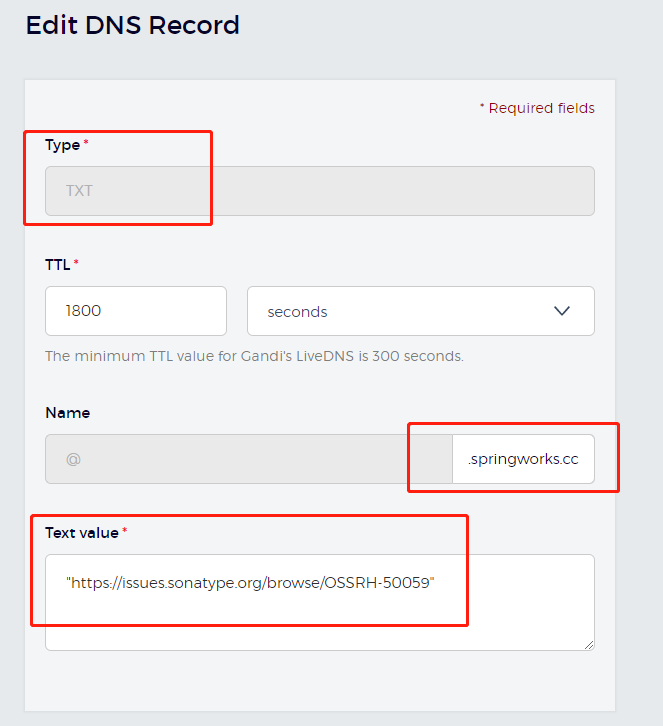 Edit DNS Record
* Required fields
Type *
TXT
TTL *
1800
seconds
The minimum TTL value for Gandi's LiveDNS is 300 seconds.
Name
@
.springworks.cc
Text value *
"https://issues.sonatype.org/browse/OSSRH-50059"